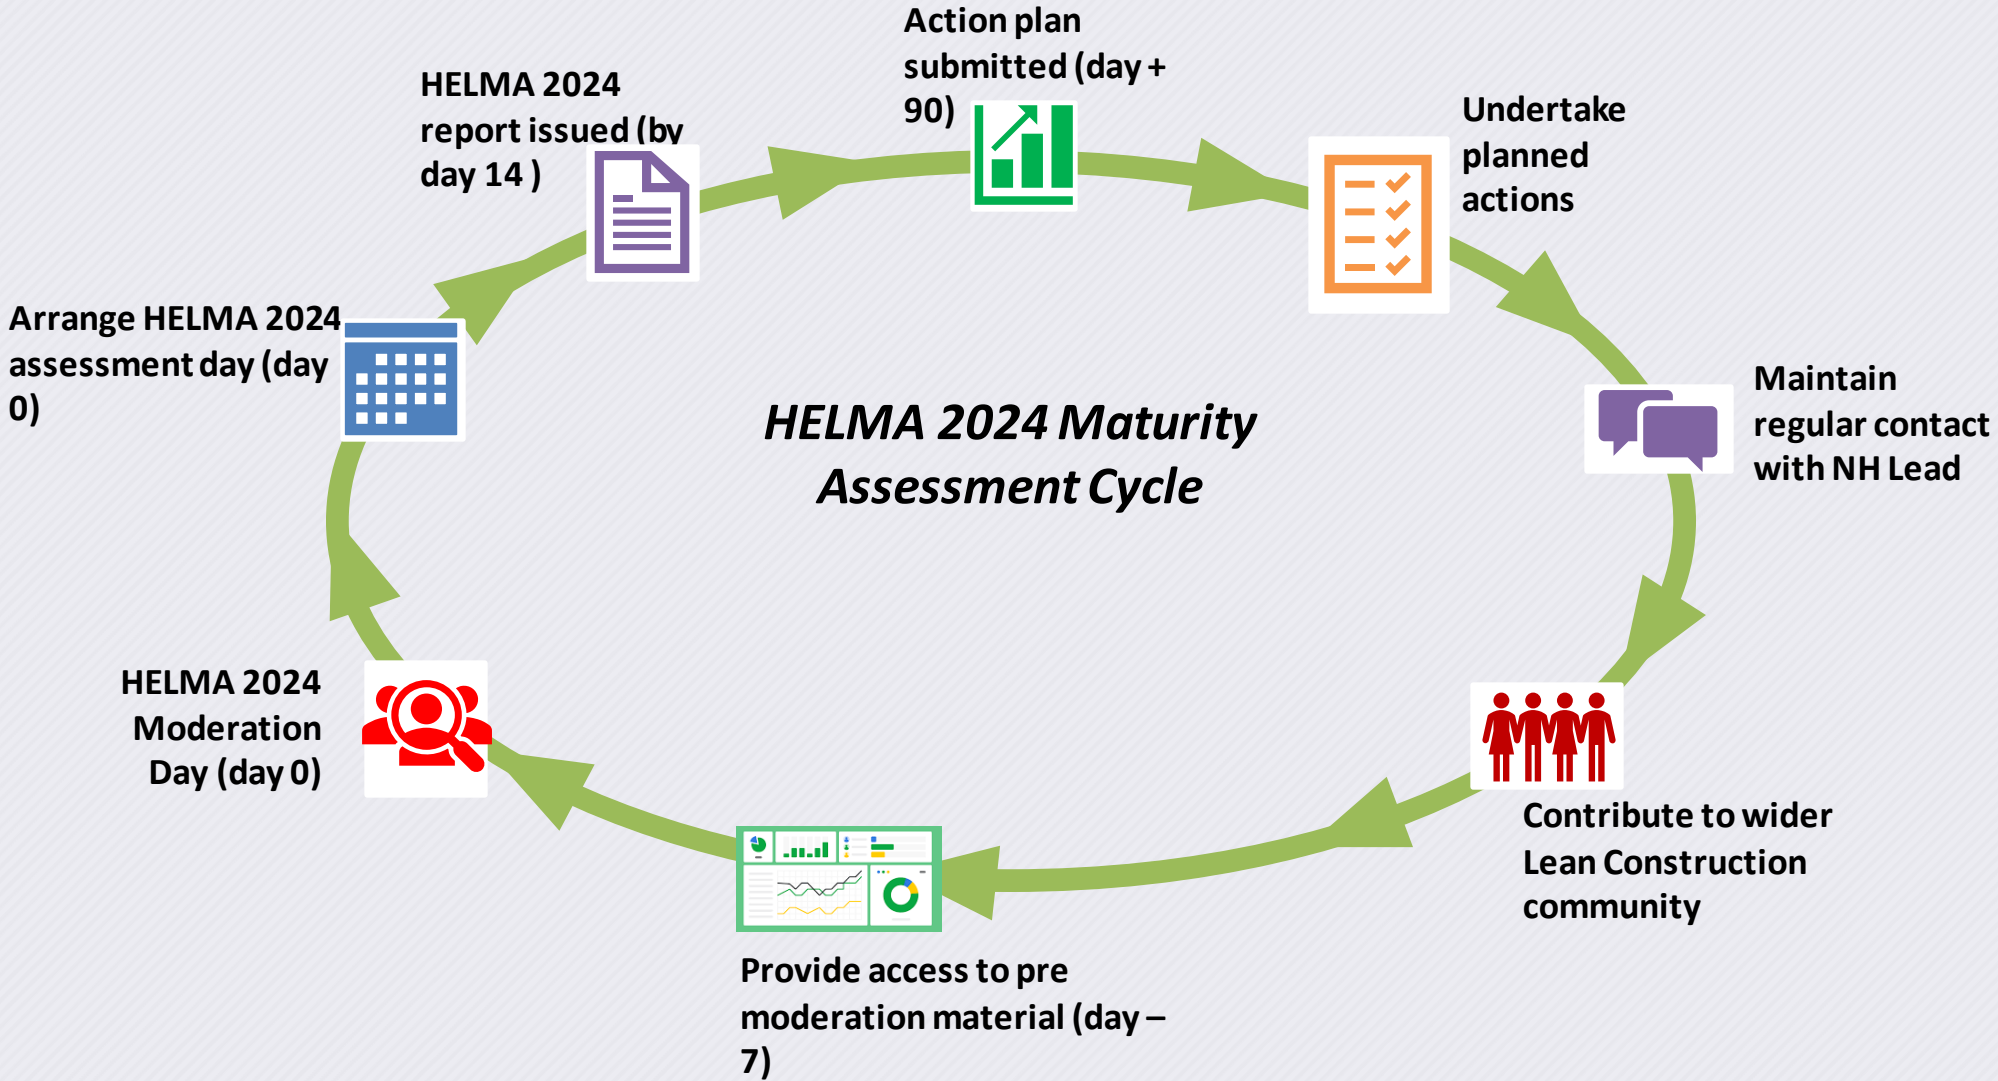 Action plan
submitted (day +
90)
HELMA 2024
report issued (by
day 14 )
Undertake
planned
actions
Arrange HELMA 2024
assessment day (day
0)
HELMA 2024 Maturity
Assessment Cycle
Maintain
regular contact
with NH Lead
HELMA 2024
Moderation
Day (day 0)
Contribute to wider
Lean Construction
community
Provide access to pre
moderation material (day –
7)